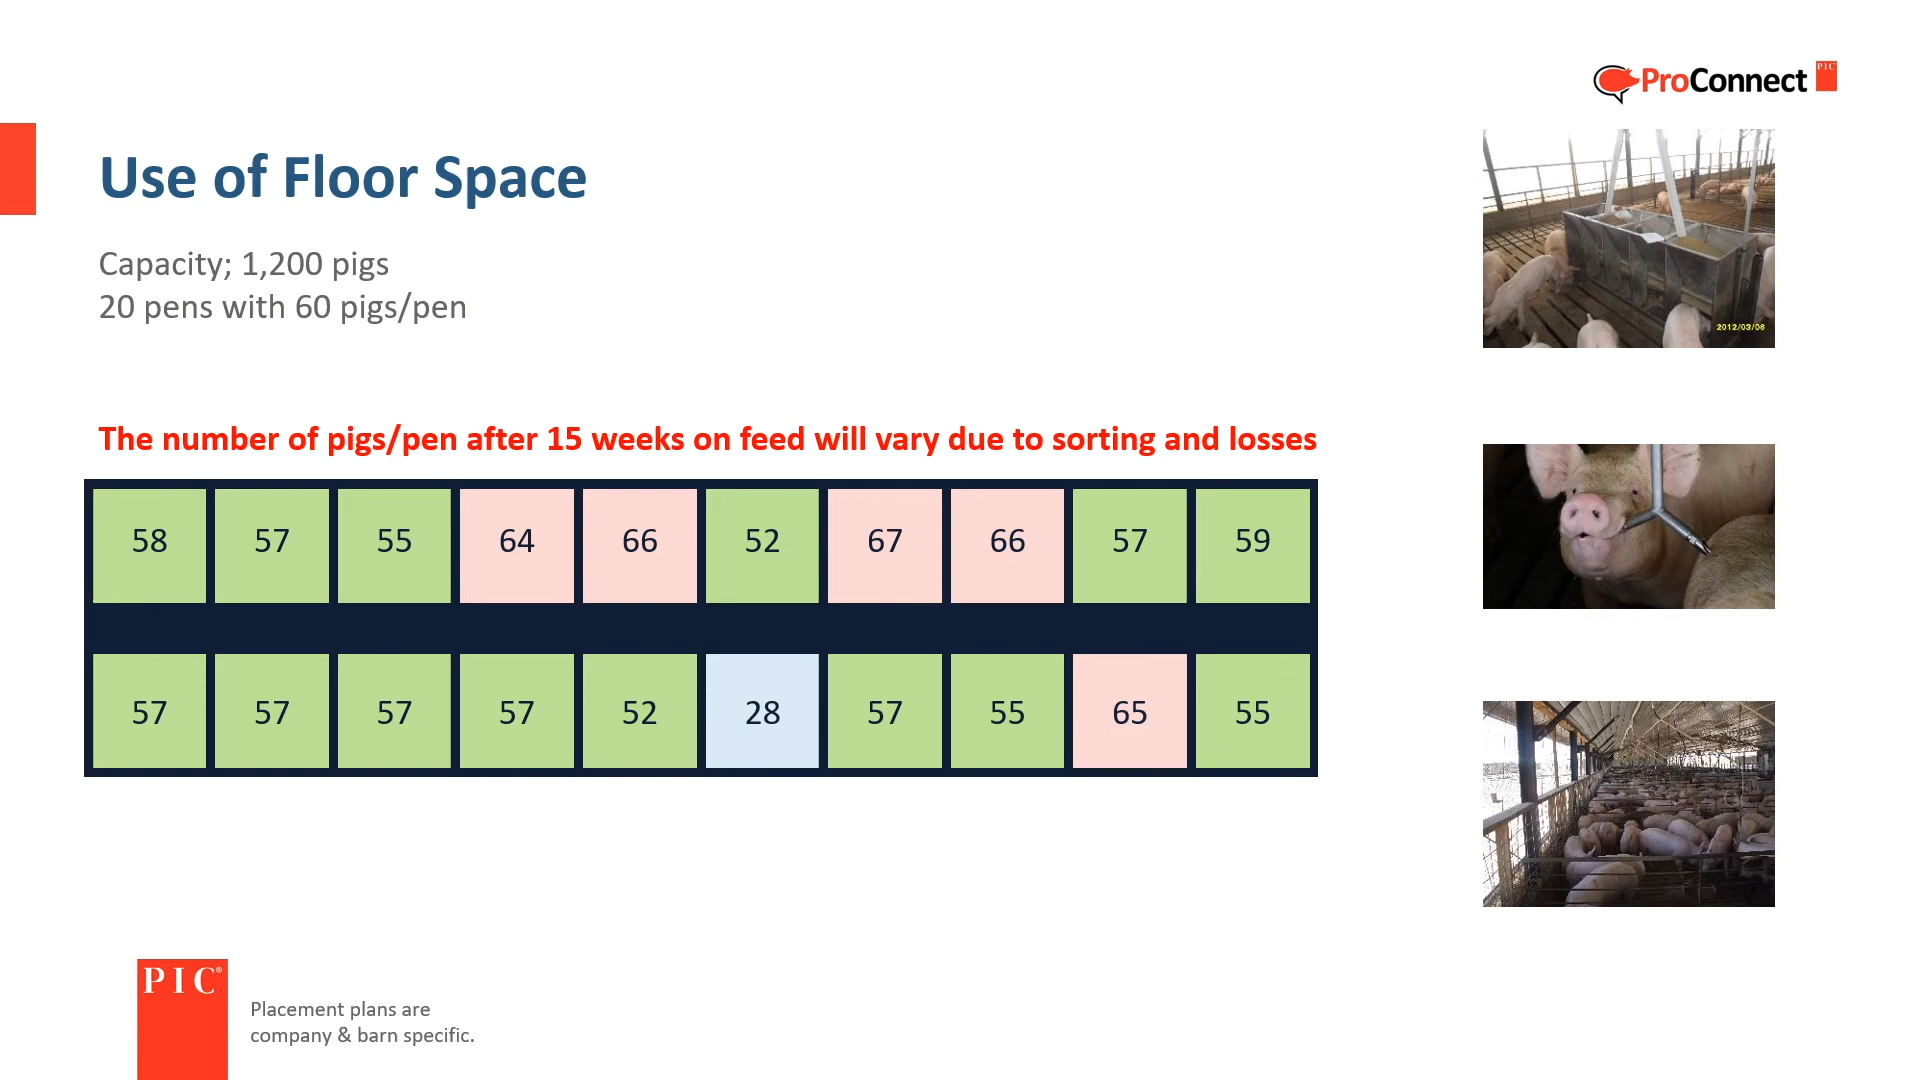 ProConnect PIC
Use of Floor Space
Capacity; 1,200 pigs
20 pens with 60 pigs/pen
2012/03/06
The number of pigs/pen after 15 weeks on feed will vary due to sorting and losses
58 57 55 64 66 52 67 66 57 59
57 57 57 57 52 28 57 55 65 55
PIC®
Placement plans are
company & barn specific.